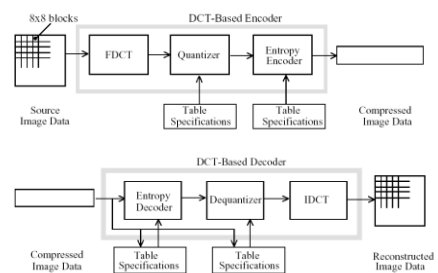 8x8 blocks
DCT-Based Encoder
FDCT
Quantizer
Entropy
Encoder
Source
Image Data
Table
Specifications
Table
Specifications
Compressed
Image Data
DCT-Based Decoder
Entropy
Decoder
Dequantizer
IDCT
Compressed
Image Data
Table
Specifications
Table
Specifications
Reconstructed
Image Data